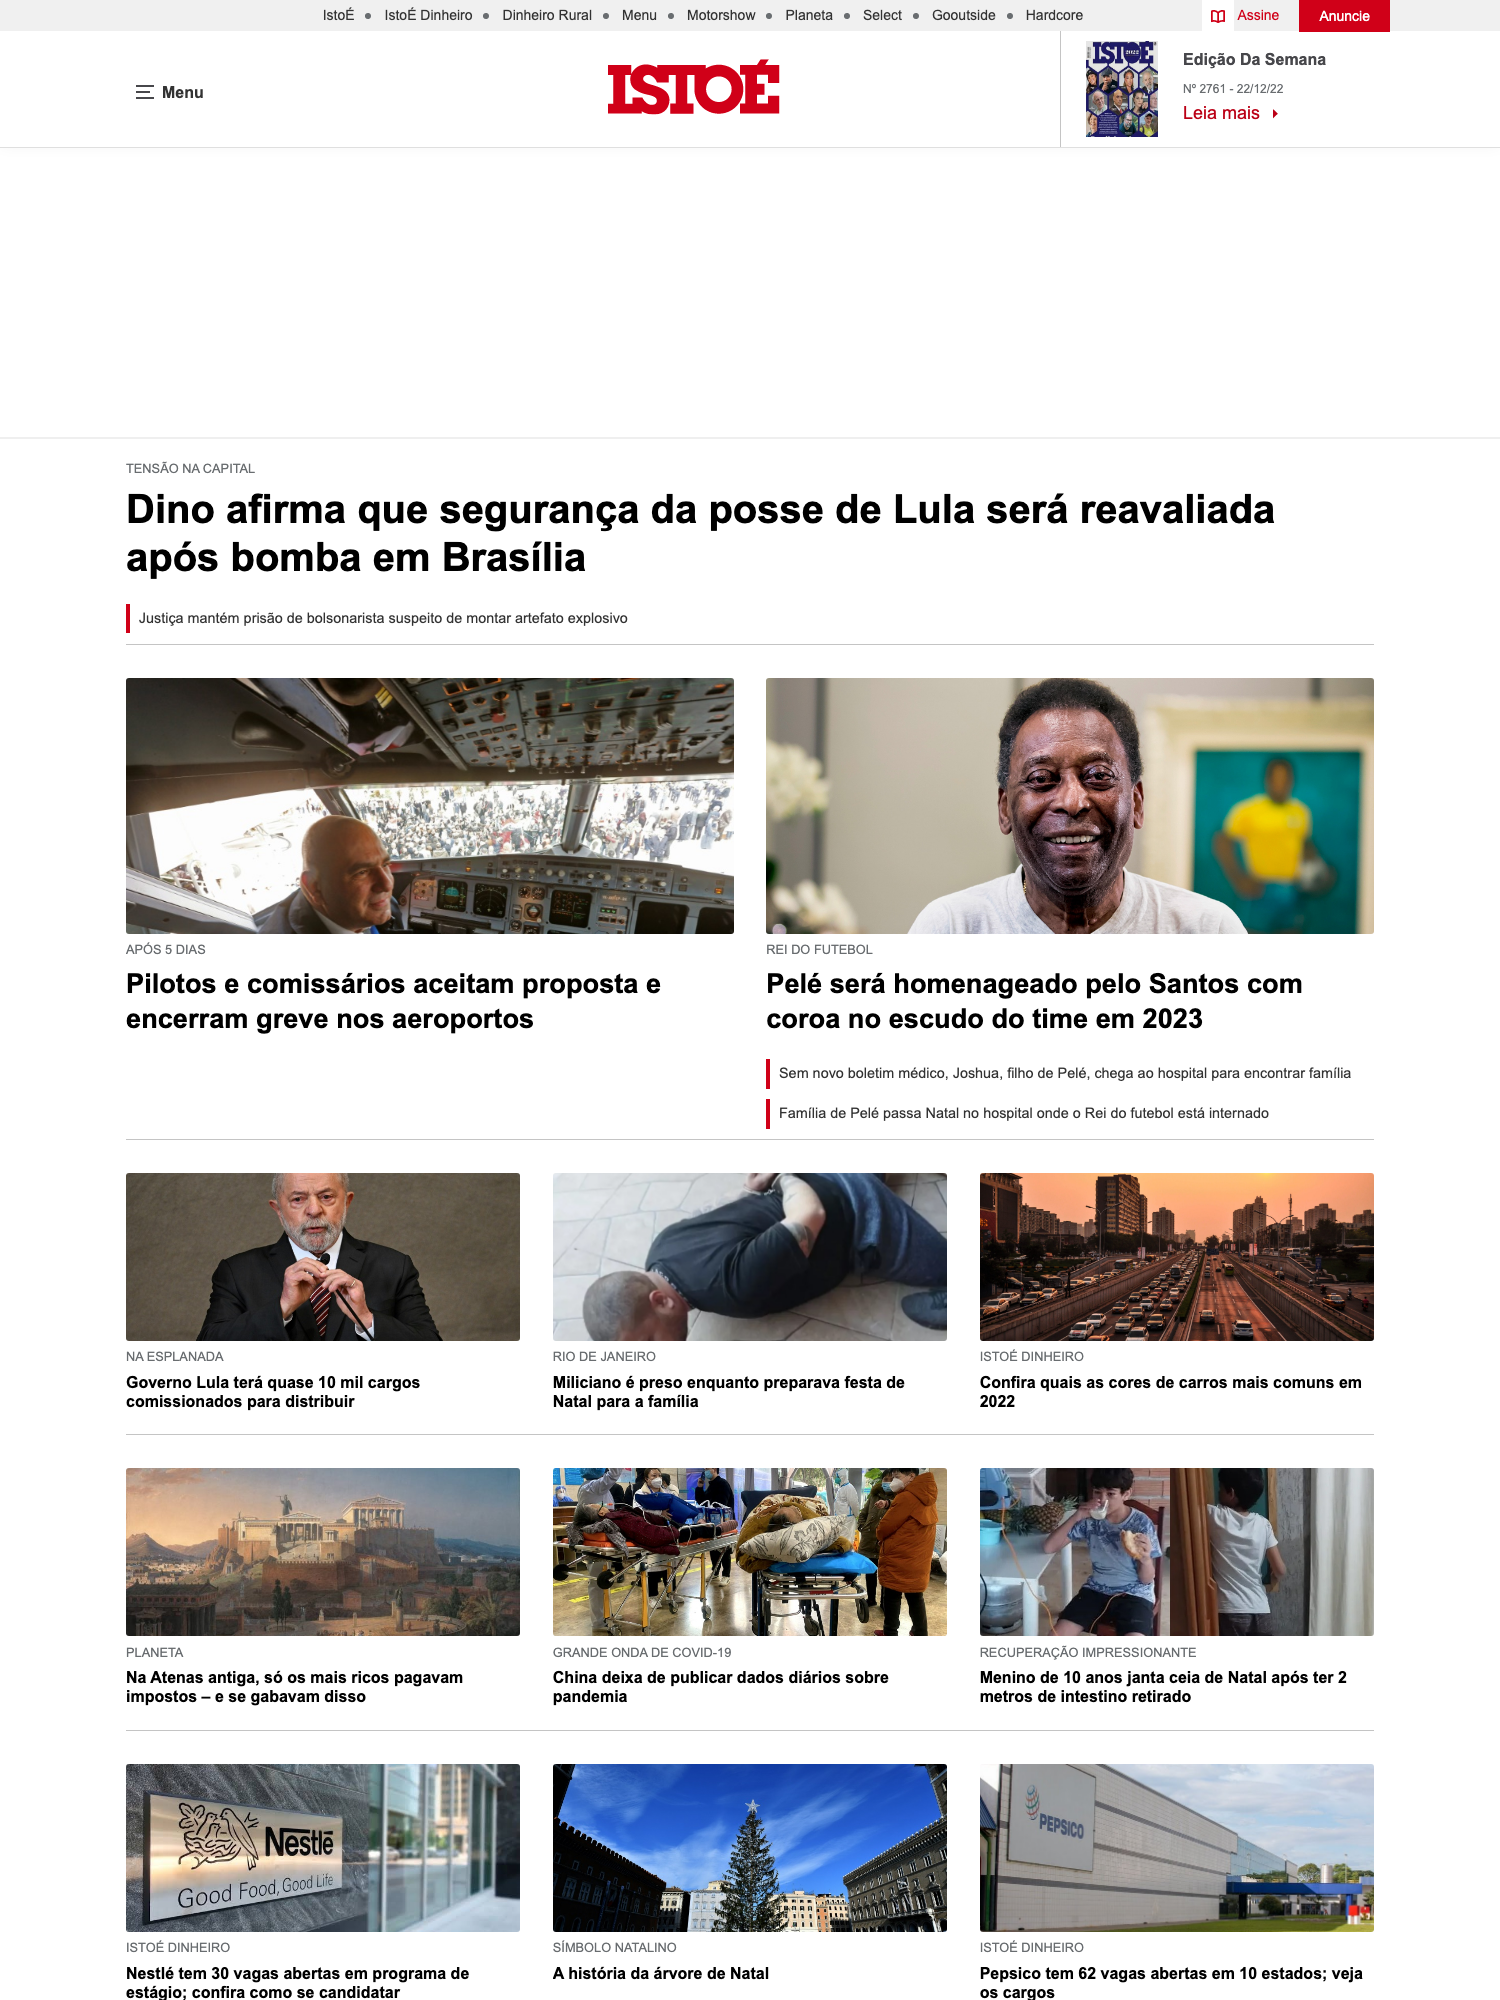 IstoÉ • IstoÉ Dinheiro • Dinheiro Rural • Menu • Motorshow • Planeta • Select • Gooutside • Hardcore
Assine
Anuncie
Menu
ISTOÉ
ISTOÉ
Edição Da Semana
Nº 2761 - 22/12/22
Leia mais
TENSÃO NA CAPITAL
Dino afirma que segurança da posse de Lula será reavaliada
após bomba em Brasília
Justiça mantém prisão de bolsonarista suspeito de montar artefato explosivo
APÓS 5 DIAS
Pilotos e comissários aceitam proposta e
encerram greve nos aeroportos
REI DO FUTEBOL
Pelé será homenageado pelo Santos com
coroa no escudo do time em 2023
Sem novo boletim médico, Joshua, filho de Pelé, chega ao hospital para encontrar família
Família de Pelé passa Natal no hospital onde o Rei do futebol está internado
NA ESPLANADA
Governo Lula terá quase 10 mil cargos
comissionados para distribuir
RIO DE JANEIRO
Miliciano é preso enquanto preparava festa de
Natal para a família
ISTOÉ DINHEIRO
Confira quais as cores de carros mais comuns em
2022
PLANETA
Na Atenas antiga, só os mais ricos pagavam
impostos – e se gabavam disso
GRANDE ONDA DE COVID-19
China deixa de publicar dados diários sobre
pandemia
RECUPERAÇÃO IMPRESSIONANTE
Menino de 10 anos janta ceia de Natal após ter 2
metros de intestino retirado
Nestlé
Good Food, Good Life
PEPSICO
ISTOÉ DINHEIRO
Nestlé tem 30 vagas abertas em programa de
estágio; confira como se candidatar
SÍMBOLO NATALINO
A história da árvore de Natal
ISTOÉ DINHEIRO
Pepsico tem 62 vagas abertas em 10 estados; veja
os cargos